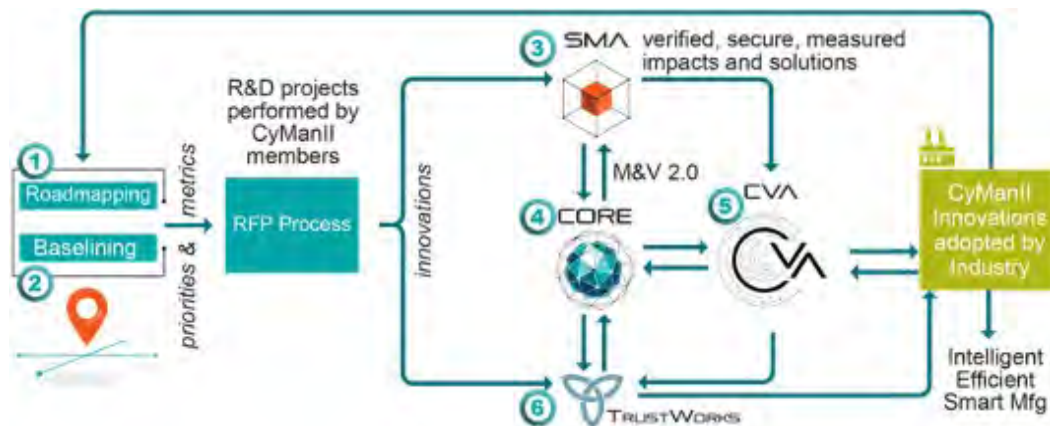 1
Roadmapping
Baselining
2
priorities & metrics
R&D projects
performed by
CyManII
members
RFP Process
innovations
3
SMA
verified, secure, measured
impacts and solutions
M&V 2.0
4
CORE
5
CVA
CVA
6
TRUSTWORKS
CyManII
Innovations
adopted by
Industry
Intelligent
Efficient
Smart Mfg